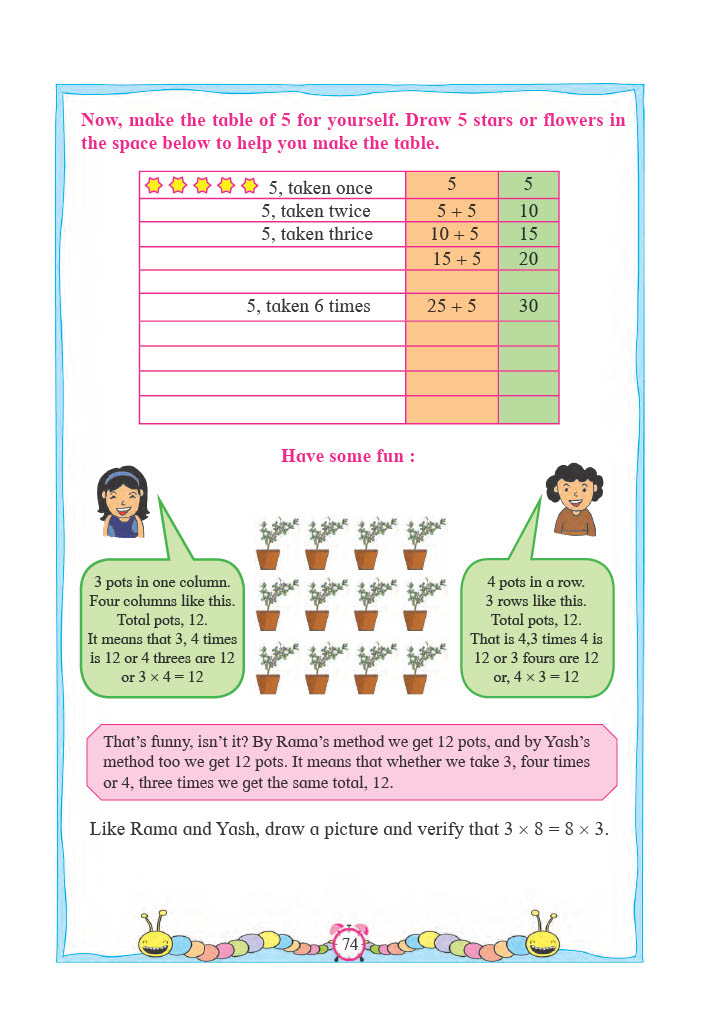 Now, make the table of 5 for yourself. Draw 5 stars or flowers in
the space below to help you make the table.
5, taken once 5 5
5, taken twice 5 + 5 10
5, taken thrice 10 + 5 15
15 + 5 20
5, taken 6 times 25 + 5 30
Have some fun :
3 pots in one column.
Four columns like this.
Total pots, 12.
It means that 3, 4 times
is 12 or 4 threes are 12
or 3 × 4 = 12
4 pots in a row.
3 rows like this.
Total pots, 12.
That is 4,3 times 4 is
12 or 3 fours are 12
or, 4 × 3 = 12
That’s funny, isn’t it? By Rama’s method we get 12 pots, and by Yash’s
method too we get 12 pots. It means that whether we take 3, four times
or 4, three times we get the same total, 12.
Like Rama and Yash, draw a picture and verify that 3 × 8 = 8 × 3.
74